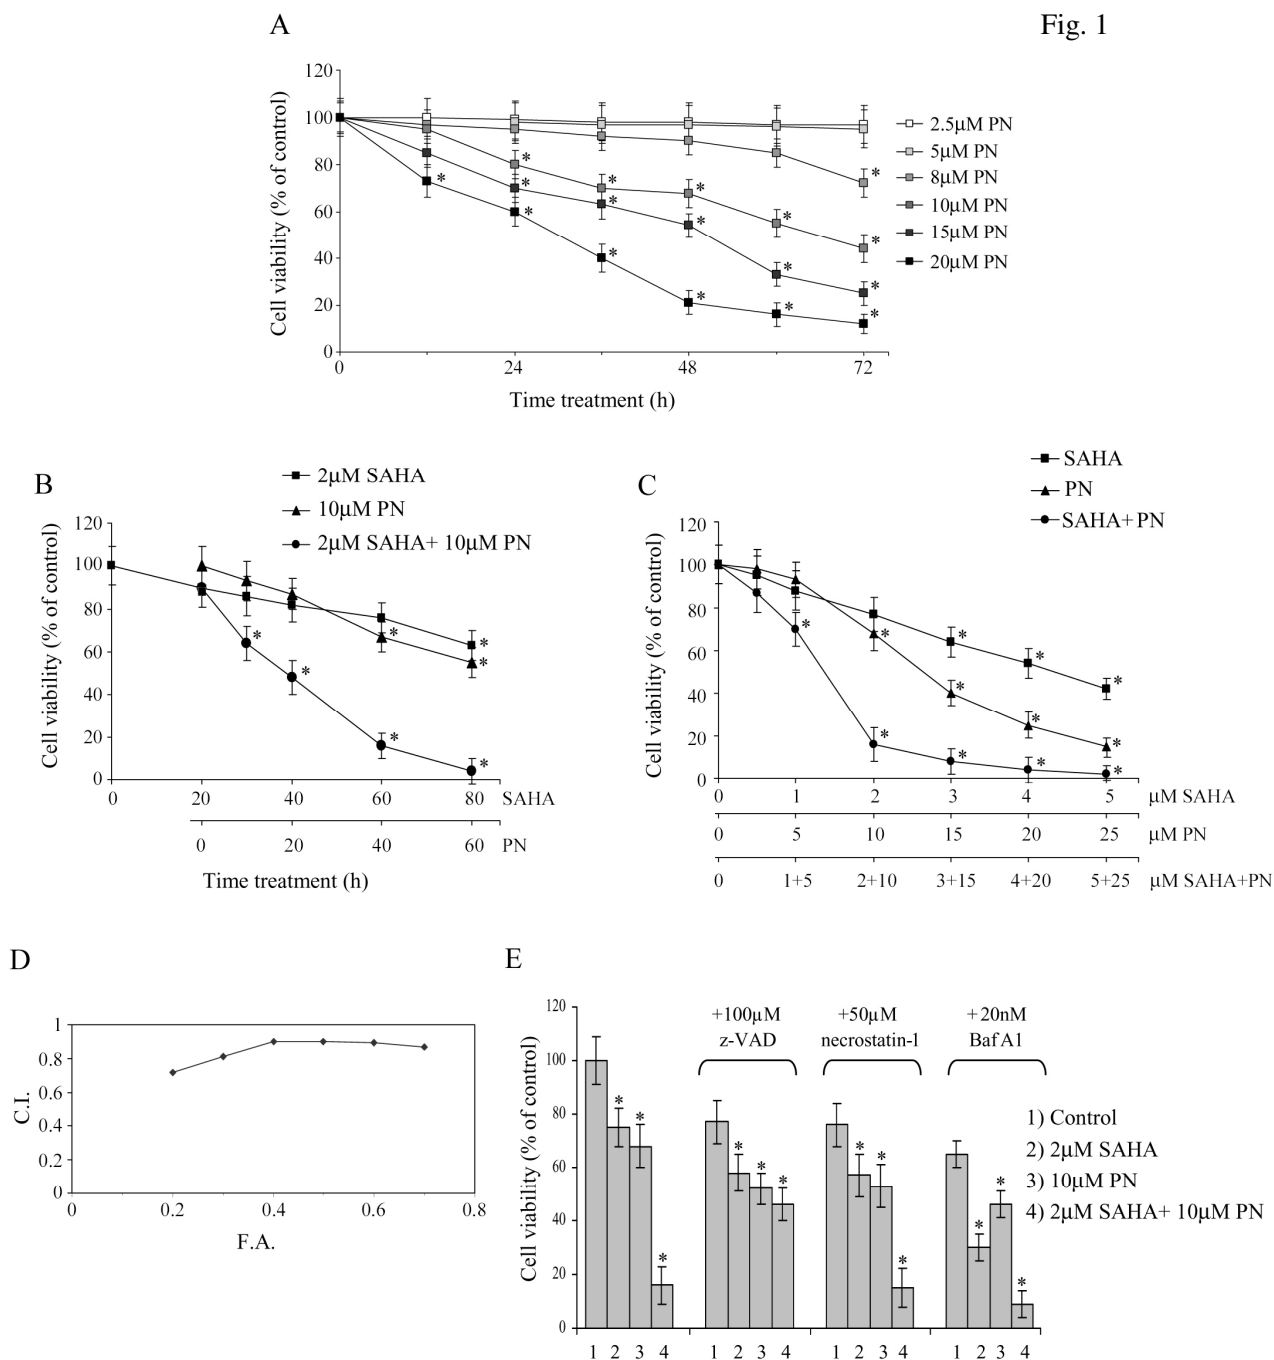 A
Fig. 1
Cell viability (% of control)
120
100
80
60
40
20
0
0 24 48 72
Time treatment (h)
2.5µM PN
5µM PN
8µM PN
10µM PN
15µM PN
20µM PN
* * * * * *
* * * * *
* * * * *
*
B
2µM SAHA
10µM PN
2µM SAHA+ 10µM PN
Cell viability (% of control)
120
100
80
60
40
20
0
* * * *
* *
*
0 20 40 60 80 SAHA
0 20 40 60 PN
Time treatment (h)
C
SAHA
PN
SAHA+PN
Cell viability (% of control)
120
100
80
60
40
20
0
* * * * *
* * * *
* * *
0 1 2 3 4 5 µM SAHA
0 5 10 15 20 25 µM PN
0 1+5 2+10 3+15 4+20 5+25 µM SAHA+PN
D
C.I.
1
0.8
0.6
0.4
0.2
0
0 0.2 0.4 0.6 0.8
F.A.
E
Cell viability (% of control)
120
100
80
60
40
20
0
+100µM
z-VAD
+50µM
necrostatin-1
+20nM
Baf A1
* * *
* * *
* * *
* * *
1 2 3 4 1 2 3 4 1 2 3 4 1 2 3 4
1) Control
2) 2µM SAHA
3) 10µM PN
4) 2µM SAHA+ 10µM PN